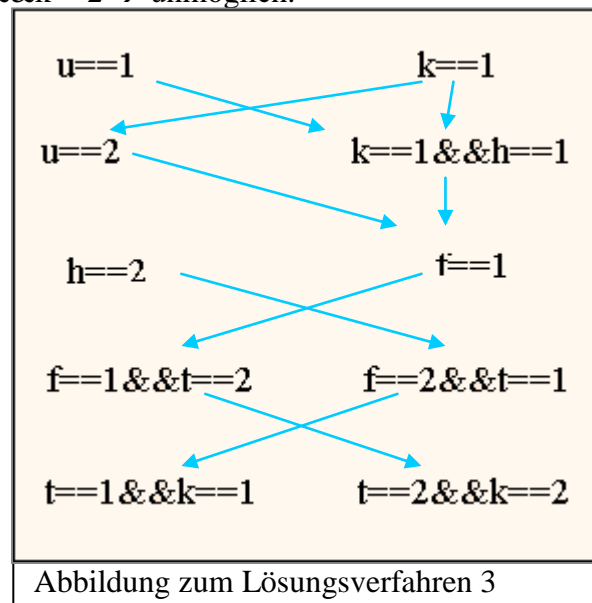 unmöglich.
u==1 k==1
u==2 k==1&&h==1
h==2 f==1
f==1&&t==2 f==2&&t==1
t==1&&k==1 t==2&&k==2
Abbildung zum Lösungsverfahren 3